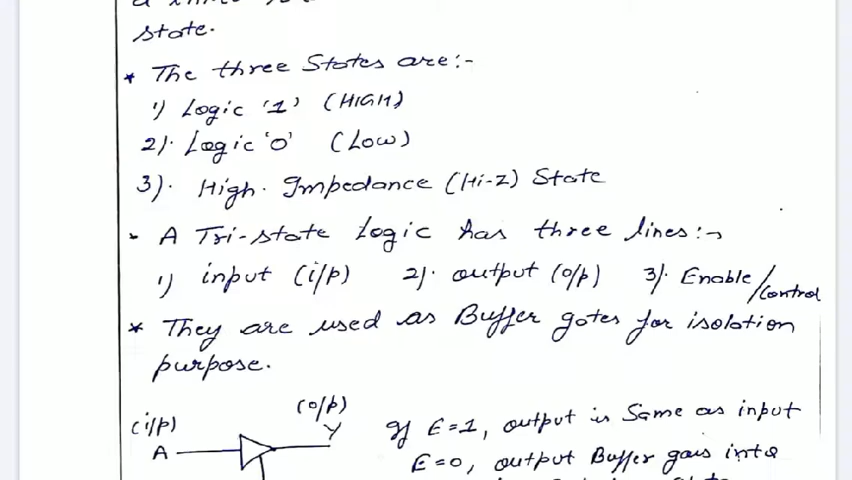 state.
* The three States are:-
1) Logic '1' (HIGH)
2). Logic '0' (Low)
3). High. Impedance (Hi-Z) State
- A Tri-state Logic has three lines:-
1) input (i/p) 2). output (o/p) 3). Enable/control
* They are used as Buffer gates for isolation
purpose.
(i/p) (o/p)
A Y
If E=1, output is Same as input
E=0, output Buffer goes into